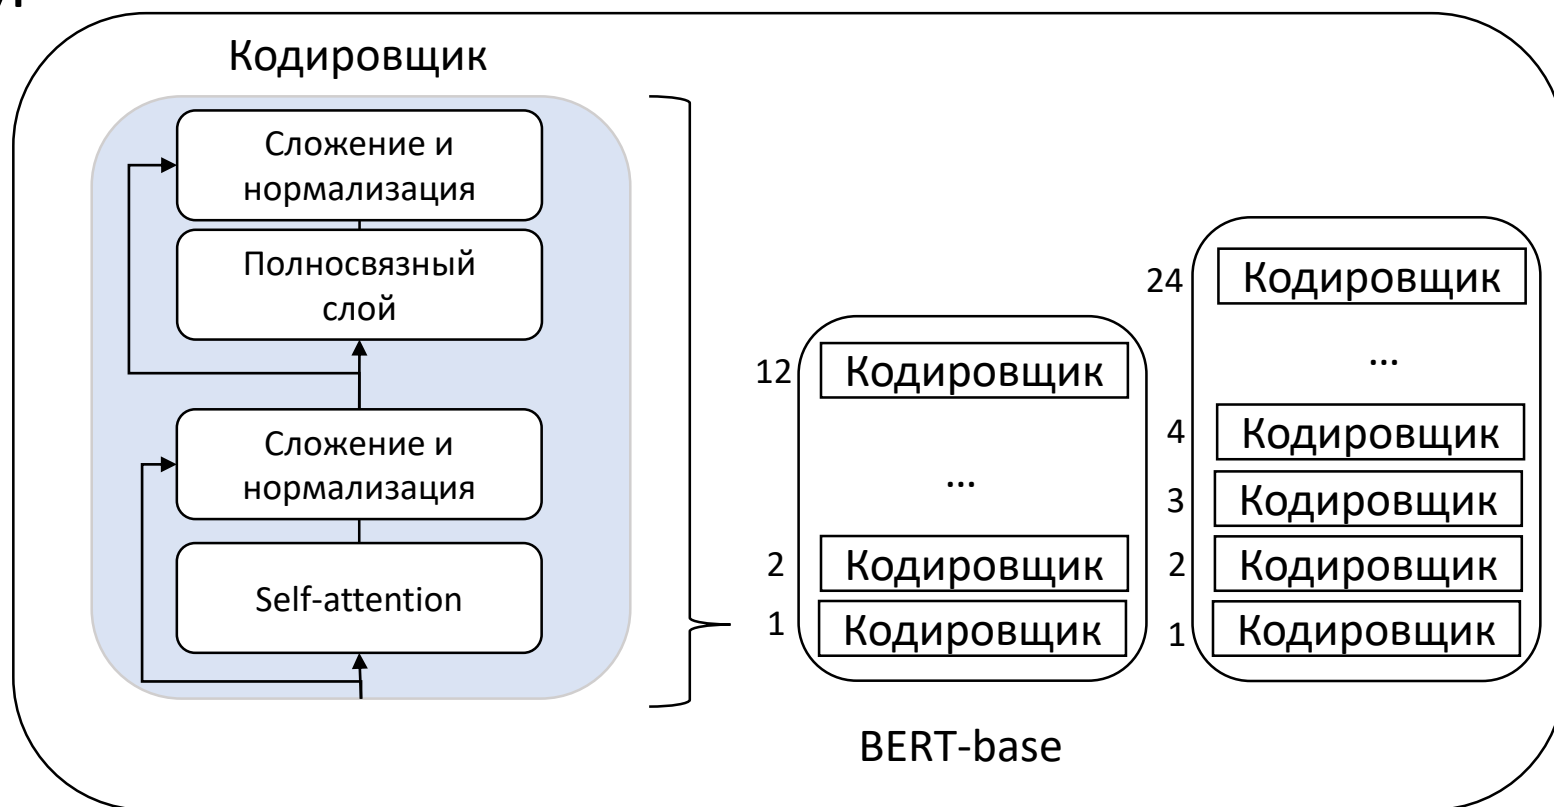 Кодировщик
Сложение и
нормализация
Полносвязный
слой
Сложение и
нормализация
Self-attention
12 Кодировщик
...
2 Кодировщик
1 Кодировщик
24 Кодировщик
...
4 Кодировщик
3 Кодировщик
2 Кодировщик
1 Кодировщик
BERT-base